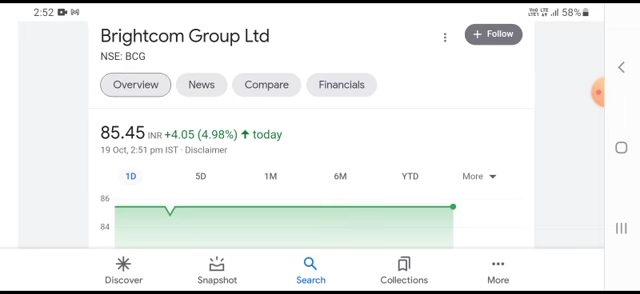 2:52 58%
Brightcom Group Ltd
+ Follow
NSE: BCG
Overview News Compare Financials
85.45 INR +4.05 (4.98%) ↑ today
19 Oct, 2:51 pm IST · Disclaimer
1D 5D 1M 6M YTD More
86
84
Discover Snapshot Search Collections More